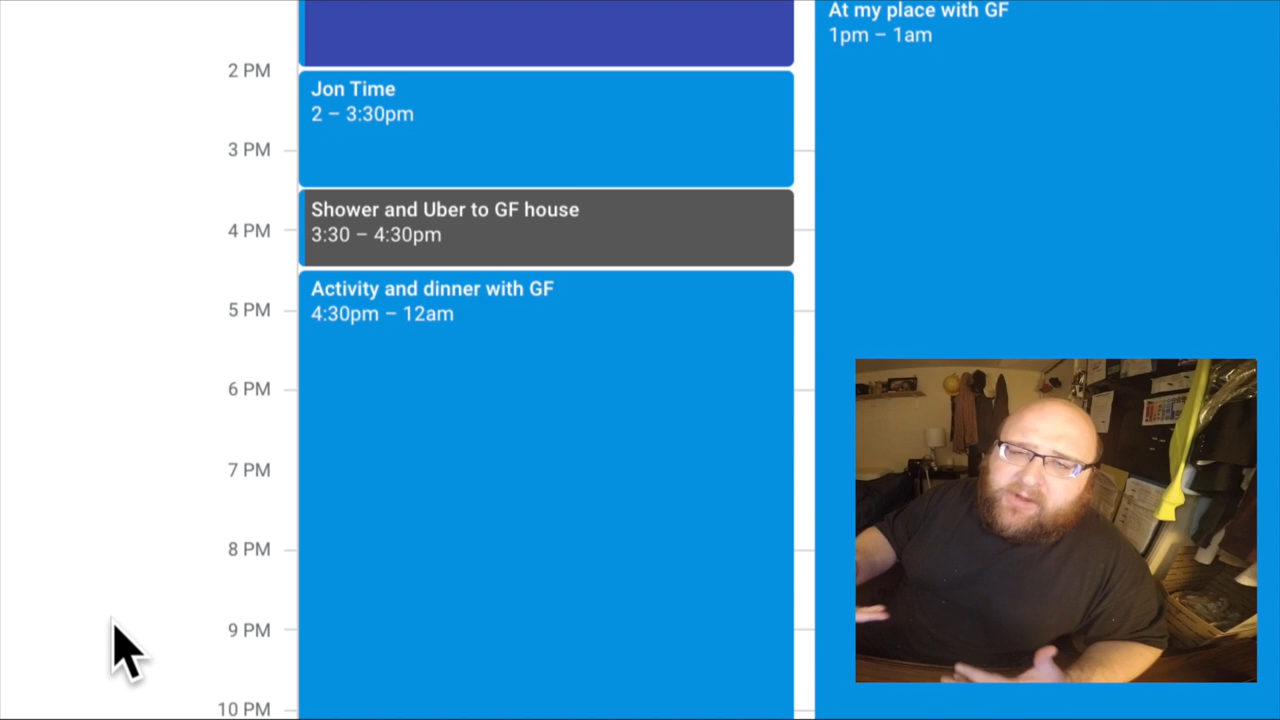 At my place with GF
1pm – 1am
2 PM
Jon Time
2 – 3:30pm
3 PM
Shower and Uber to GF house
3:30 – 4:30pm
4 PM
Activity and dinner with GF
4:30pm – 12am
5 PM
6 PM
7 PM
8 PM
9 PM
10 PM